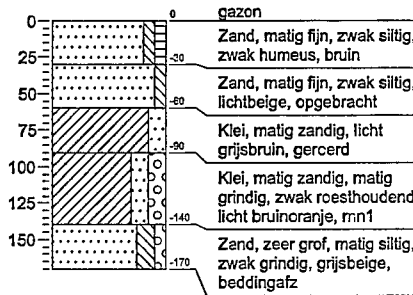 0
25
50
75
100
125
150
0
-30
-60
-90
-140
-170
gazon
Zand, matig fijn, zwak siltig,
zwak humeus, bruin
Zand, matig fijn, zwak siltig,
lichtbeige, opgebracht
Klei, matig zandig, licht
grijsbruin, gercerd
Klei, matig zandig, matig
grindig, zwak roesthoudend
licht bruinoranje, mn1
Zand, zeer grof, matig siltig,
zwak grindig, grijsbeige,
beddingafz